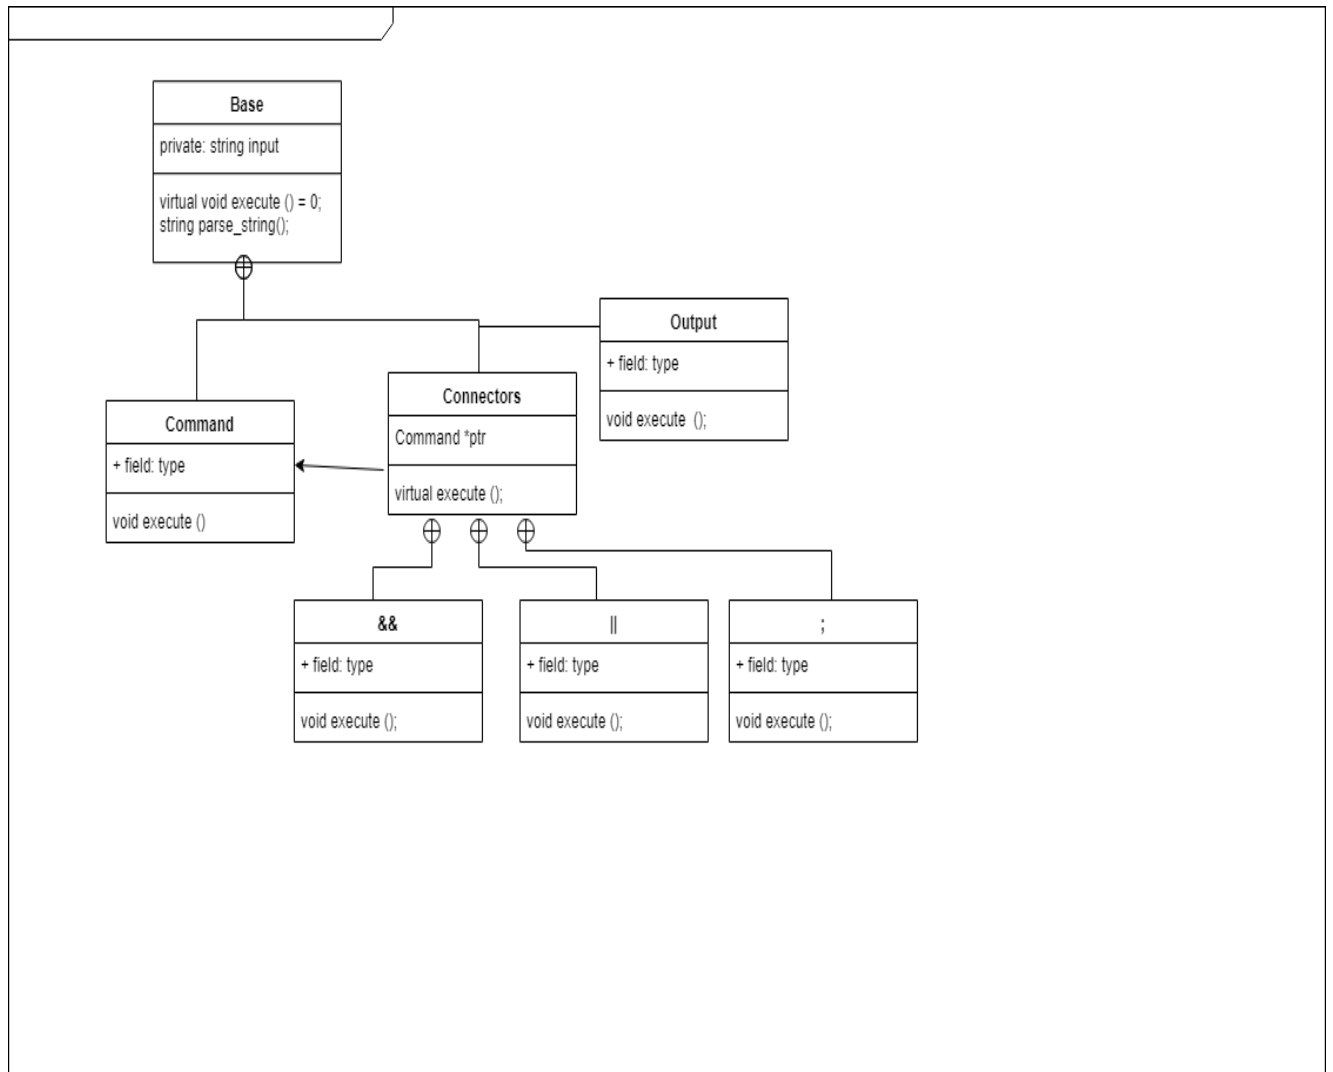 Base
private: string input
virtual void execute () = 0;
string parse_string();
Output
+ field: type
void execute  ();
Connectors
Command *ptr
virtual execute ();
Command
+ field: type
void execute ()
&&
+ field: type
void execute ();
||
+ field: type
void execute ();
;
+ field: type
void execute ();